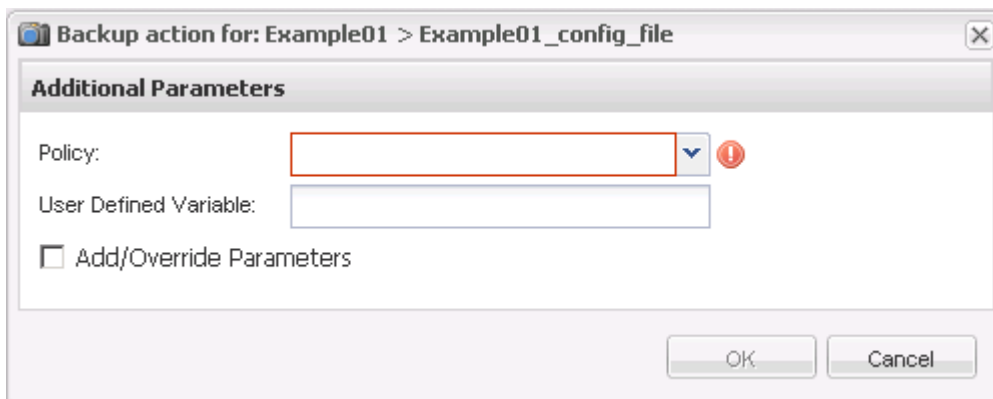 Backup action for: Example01 > Example01_config_file
Additional Parameters
Policy:
User Defined Variable:
Add/Override Parameters
OK
Cancel